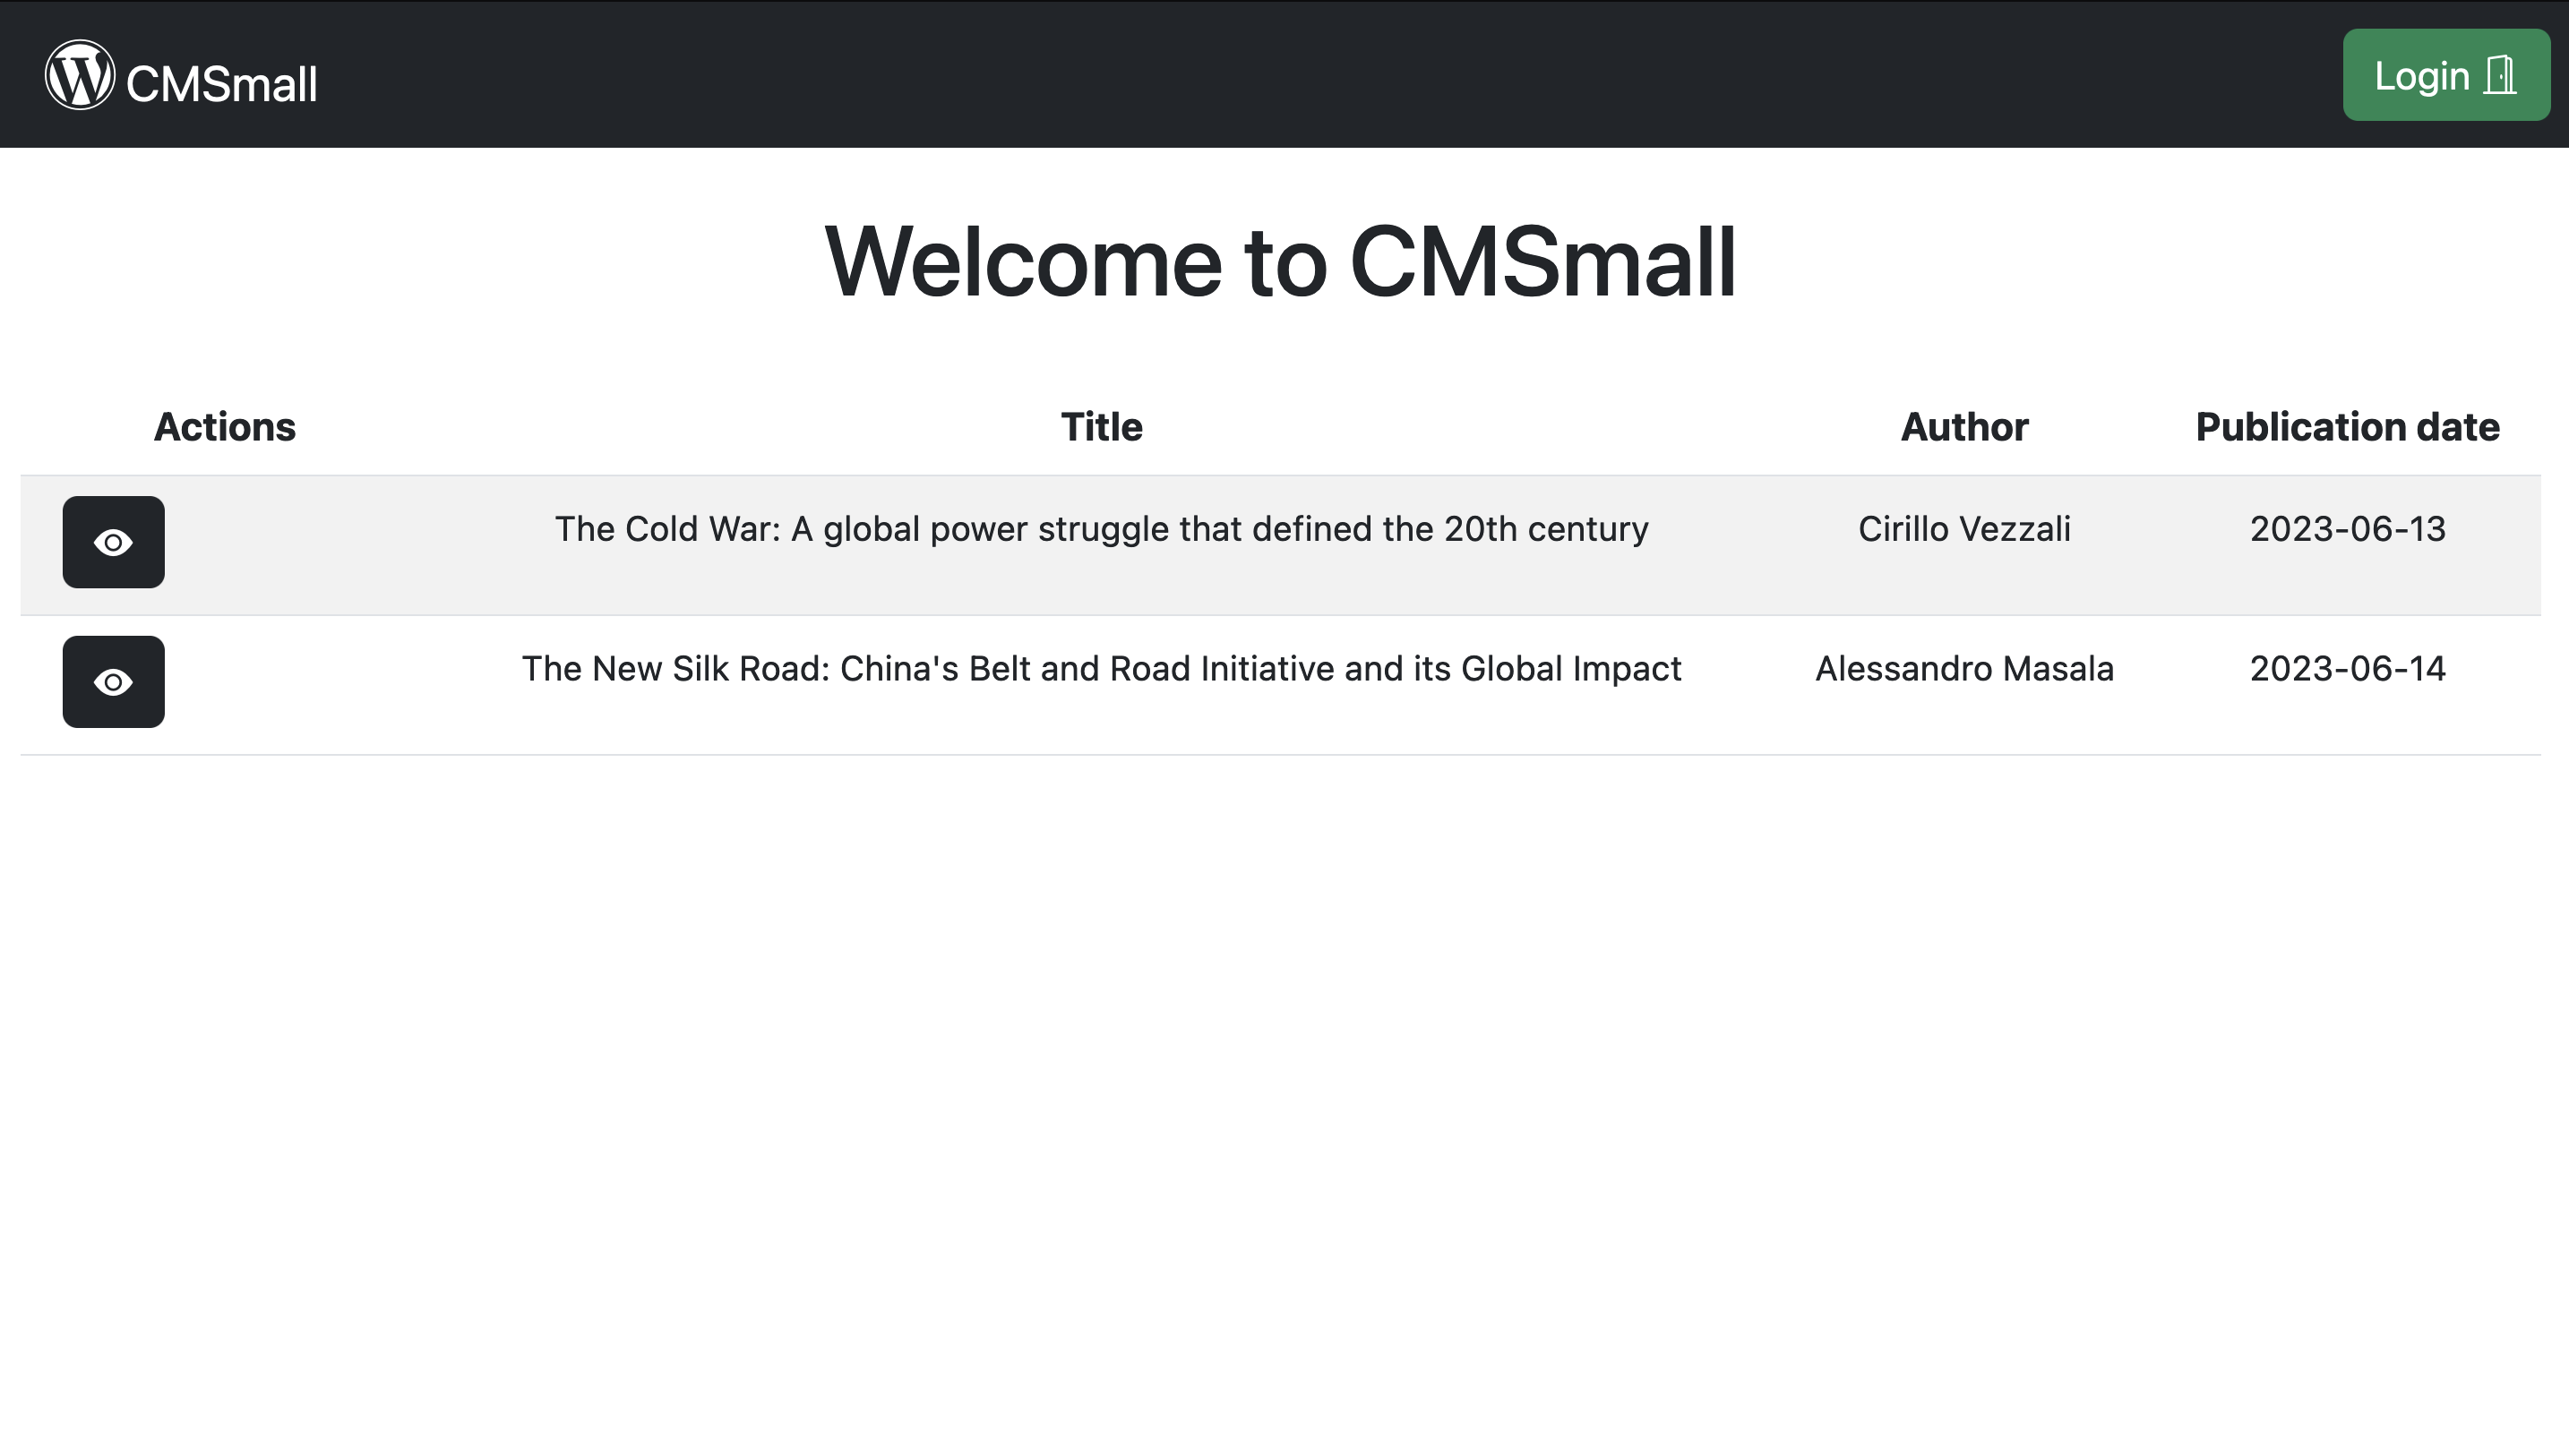 CMSmall
Login
Welcome to CMSmall
Actions Title Author Publication date
The Cold War: A global power struggle that defined the 20th century Cirillo Vezzali 2023-06-13
The New Silk Road: China's Belt and Road Initiative and its Global Impact Alessandro Masala 2023-06-14